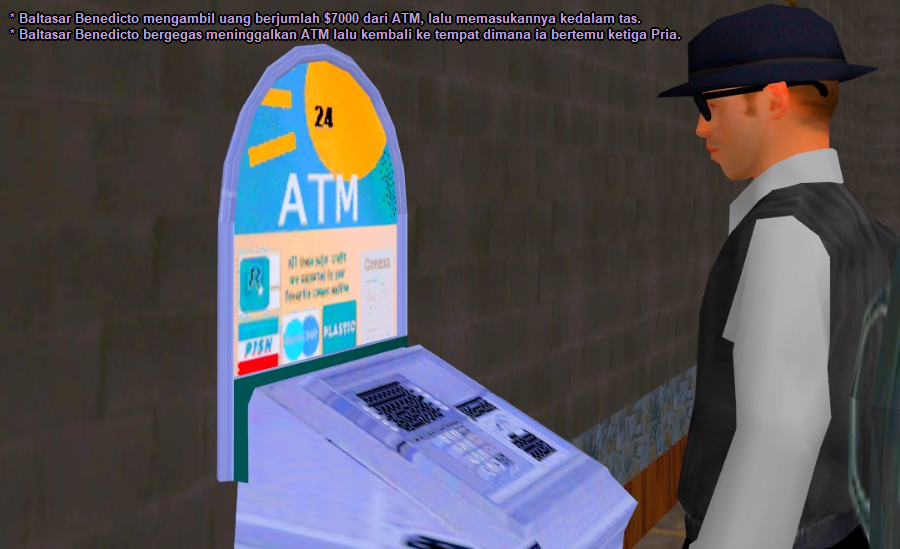 * Baltasar Benedicto mengambil uang berjumlah $7000 dari ATM, lalu memasukannya kedalam tas.
* Baltasar Benedicto bergegas meninggalkan ATM lalu kembali ke tempat dimana ia bertemu ketiga Pria.
24
ATM
R
PISH
PLASTIC